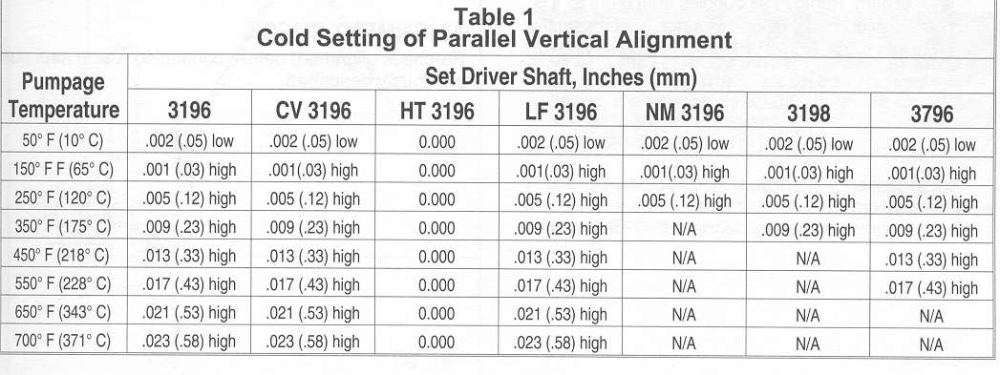 Table 1
Cold Setting of Parallel Vertical Alignment
Pumpage Temperature
Set Driver Shaft, Inches (mm)
3196 CV 3196 HT 3196 LF 3196 NM 3196 3198 3796
50° F (10° C) .002 (.05) low .002 (.05) low 0.000 .002 (.05) low .002 (.05) low .002 (.05) low .002 (.05) low
150° F F (65° C) .001 (.03) high .001(.03) high 0.000 .001(.03) high .001(.03) high .001(.03) high .001(.03) high
250° F (120° C) .005 (.12) high .005 (.12) high 0.000 .005 (.12) high .005 (.12) high .005 (.12) high .005 (.12) high
350° F (175° C) .009 (.23) high .009 (.23) high 0.000 .009 (.23) high N/A .009 (.23) high .009 (.23) high
450° F (218° C) .013 (.33) high .013 (.33) high 0.000 .013 (.33) high N/A N/A .013 (.33) high
550° F (228° C) .017 (.43) high .017 (.43) high 0.000 .017 (.43) high N/A N/A .017 (.43) high
650° F (343° C) .021 (.53) high .021 (.53) high 0.000 .021 (.53) high N/A N/A N/A
700° F (371° C) .023 (.58) high .023 (.58) high 0.000 .023 (.58) high N/A N/A N/A